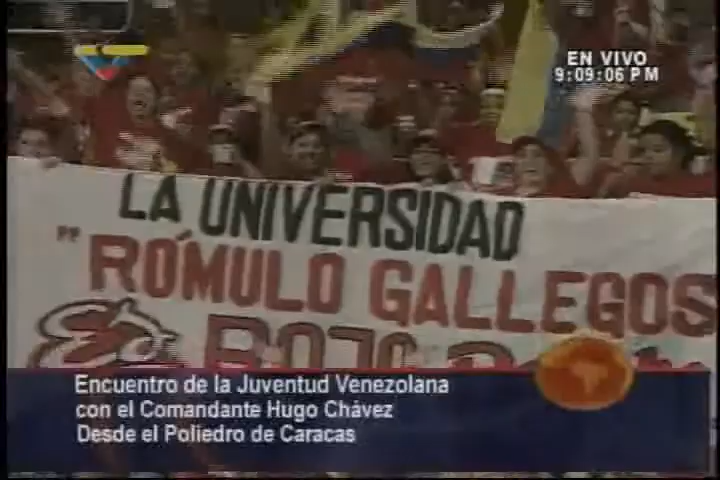 EN VIVO
9:09:06 PM
LA UNIVERSIDAD
"RÓMULO GALLEGOS
ROJO
Encuentro de la Juventud Venezolana
con el Comandante Hugo Chávez
Desde el Poliedro de Caracas